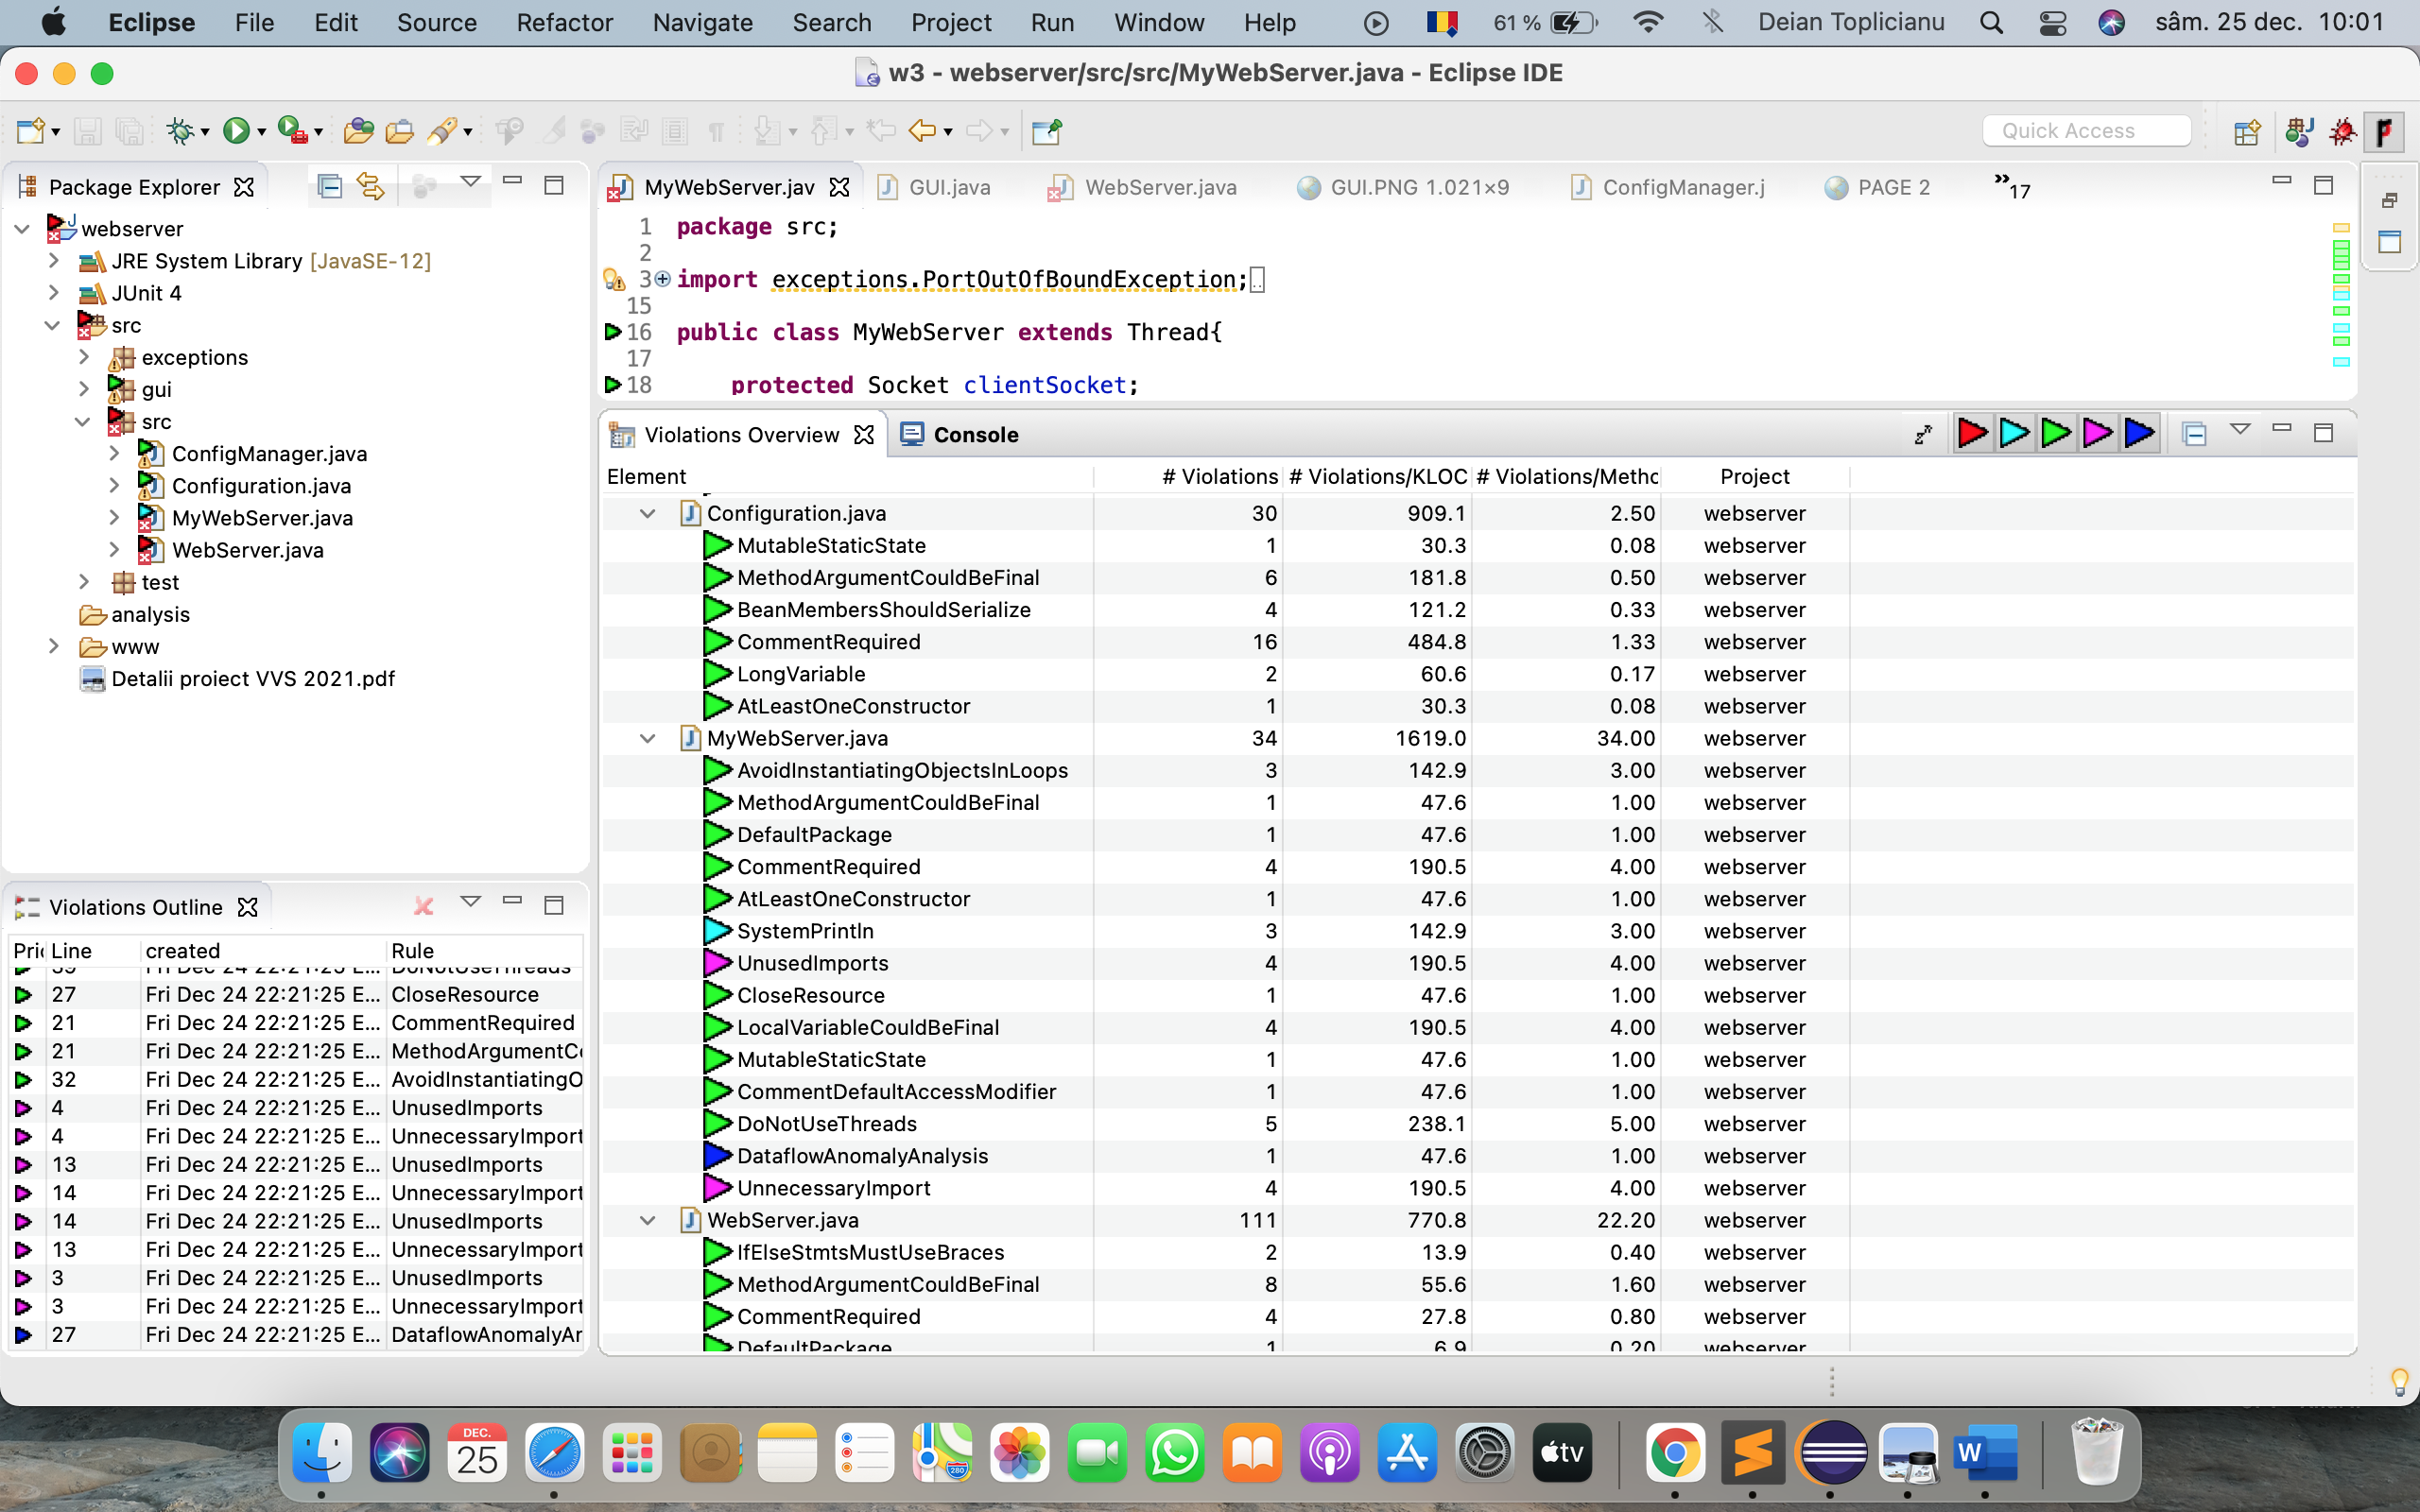 Eclipse File Edit Source Refactor Navigate Search Project Run Window Help 61 % Deian Toplicianu sâm. 25 dec. 10:01
w3 - webserver/src/src/MyWebServer.java - Eclipse IDE
Quick Access
Package Explorer
webserver
JRE System Library [JavaSE-12]
JUnit 4
src
exceptions
gui
src
ConfigManager.java
Configuration.java
MyWebServer.java
WebServer.java
test
analysis
www
Detalii proiect VVS 2021.pdf
MyWebServer.jav GUI.java WebServer.java GUI.PNG 1.021×9 ConfigManager.j PAGE 2 »17
1 package src;
2
3 import exceptions.PortOutOfBoundException;
15
16 public class MyWebServer extends Thread{
17
18 protected Socket clientSocket;
Violations Overview Console
Element # Violations # Violations/KLOC # Violations/Methc Project
Configuration.java 30 909.1 2.50 webserver
MutableStaticState 1 30.3 0.08 webserver
MethodArgumentCouldBeFinal 6 181.8 0.50 webserver
BeanMembersShouldSerialize 4 121.2 0.33 webserver
CommentRequired 16 484.8 1.33 webserver
LongVariable 2 60.6 0.17 webserver
AtLeastOneConstructor 1 30.3 0.08 webserver
MyWebServer.java 34 1619.0 34.00 webserver
AvoidInstantiatingObjectsInLoops 3 142.9 3.00 webserver
MethodArgumentCouldBeFinal 1 47.6 1.00 webserver
DefaultPackage 1 47.6 1.00 webserver
CommentRequired 4 190.5 4.00 webserver
AtLeastOneConstructor 1 47.6 1.00 webserver
SystemPrintln 3 142.9 3.00 webserver
UnusedImports 4 190.5 4.00 webserver
CloseResource 1 47.6 1.00 webserver
LocalVariableCouldBeFinal 4 190.5 4.00 webserver
MutableStaticState 1 47.6 1.00 webserver
CommentDefaultAccessModifier 1 47.6 1.00 webserver
DoNotUseThreads 5 238.1 5.00 webserver
DataflowAnomalyAnalysis 1 47.6 1.00 webserver
UnnecessaryImport 4 190.5 4.00 webserver
WebServer.java 111 770.8 22.20 webserver
IfElseStmtsMustUseBraces 2 13.9 0.40 webserver
MethodArgumentCouldBeFinal 8 55.6 1.60 webserver
CommentRequired 4 27.8 0.80 webserver
DefaultPackage 1 6.9 0.20 webserver
Violations Outline
Pri Line created Rule
39 Fri Dec 24 22:21:25 E... DoNotUseThreads
27 Fri Dec 24 22:21:25 E... CloseResource
21 Fri Dec 24 22:21:25 E... CommentRequired
21 Fri Dec 24 22:21:25 E... MethodArgumentCo
32 Fri Dec 24 22:21:25 E... AvoidInstantiatingO
4 Fri Dec 24 22:21:25 E... UnusedImports
4 Fri Dec 24 22:21:25 E... UnnecessaryImport
13 Fri Dec 24 22:21:25 E... UnusedImports
14 Fri Dec 24 22:21:25 E... UnnecessaryImport
14 Fri Dec 24 22:21:25 E... UnusedImports
13 Fri Dec 24 22:21:25 E... UnnecessaryImport
3 Fri Dec 24 22:21:25 E... UnusedImports
3 Fri Dec 24 22:21:25 E... UnnecessaryImport
27 Fri Dec 24 22:21:25 E... DataflowAnomalyAr
DEC.
25
280
tv
W